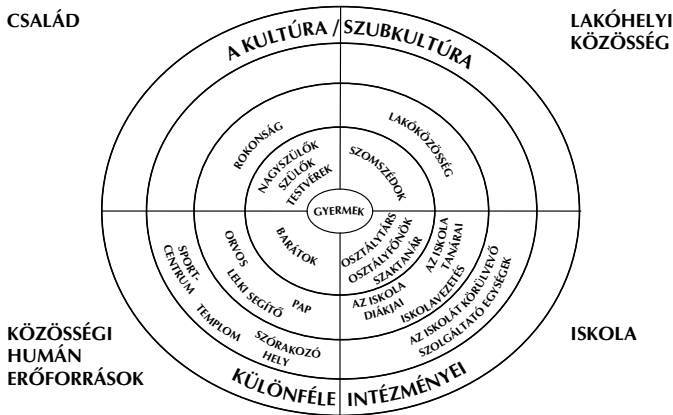 CSALÁD
LAKÓHELYI
KÖZÖSSÉG
A KULTÚRA / SZUBKULTÚRA
ROKONSÁG
NAGYSZÜLŐK
SZÜLŐK
TESTVÉREK
SZOMSZÉDOK
LAKÓKÖZÖSSÉG
GYERMEK
BARÁTOK
ORVOS
LELKI SEGÍTŐ
PAP
SPORT-
CENTRUM
TEMPLOM
SZÓRAKOZÓ
HELY
OSZTÁLYTÁRS
OSZTÁLYFŐNÖK
SZAKTANÁR
AZ ISKOLA
DIÁKJAI
ISKOLAVEZETÉS
AZ ISKOLA
TANÁRAI
AZ ISKOLÁT KÖRÜLVEVŐ
SZOLGÁLTATÓ EGYSÉGEK
KÜLÖNFÉLE INTÉZMÉNYEI
KÖZÖSSÉGI
HUMÁN
ERŐFORRÁSOK
ISKOLA